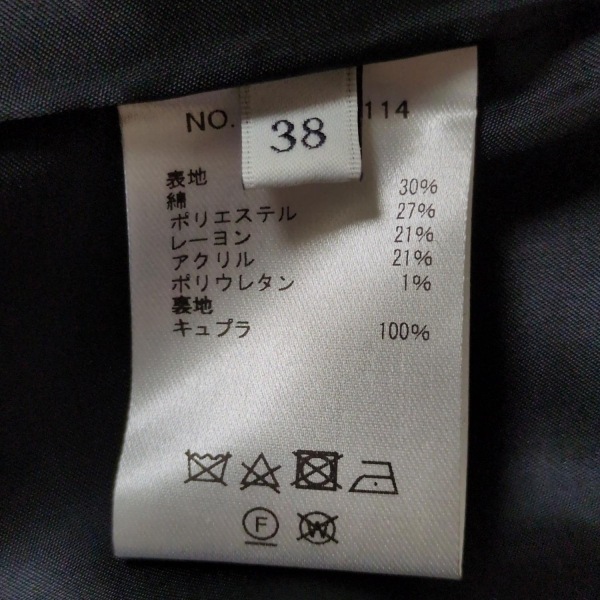 NO. 114
38
表地
綿 30%
ポリエステル 27%
レーヨン 21%
アクリル 21%
ポリウレタン 1%
裏地
キュプラ 100%
F
W